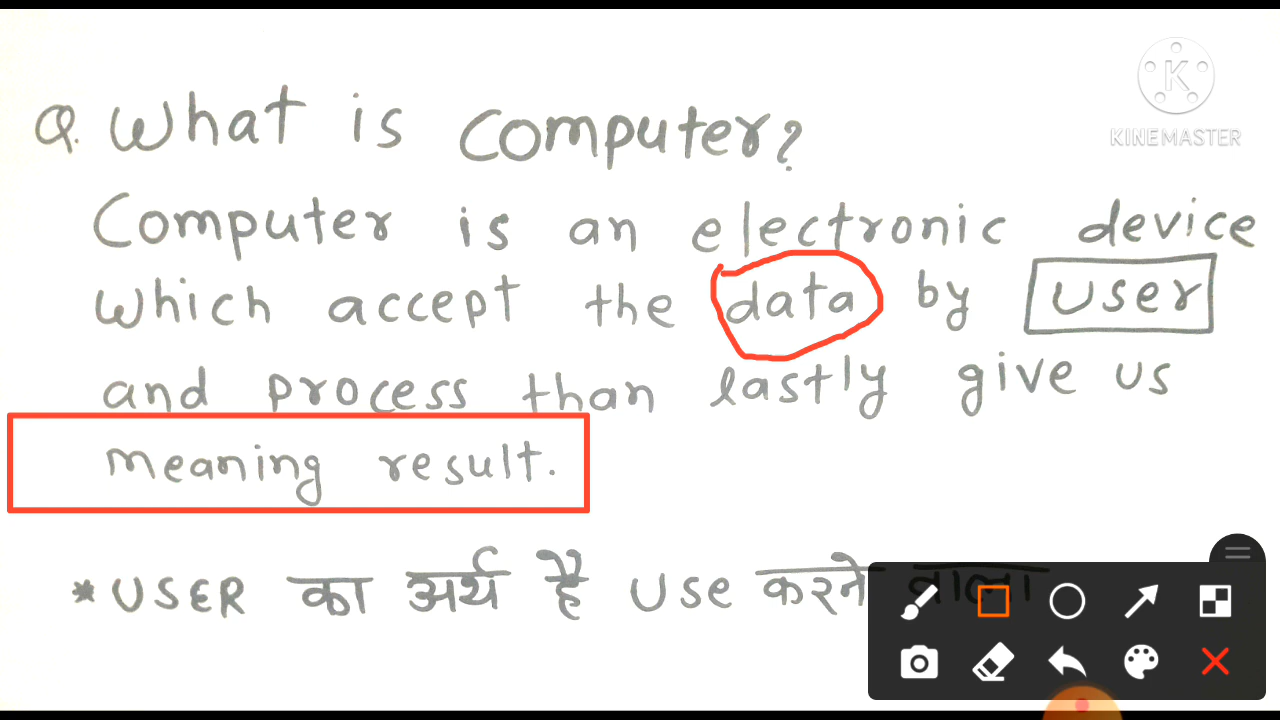 Q. What is Computer?
KINEMASTER
Computer is an electronic device
which accept the data by user
and process than lastly give us
meaning result.
* USER का अर्थ है use करने वाला